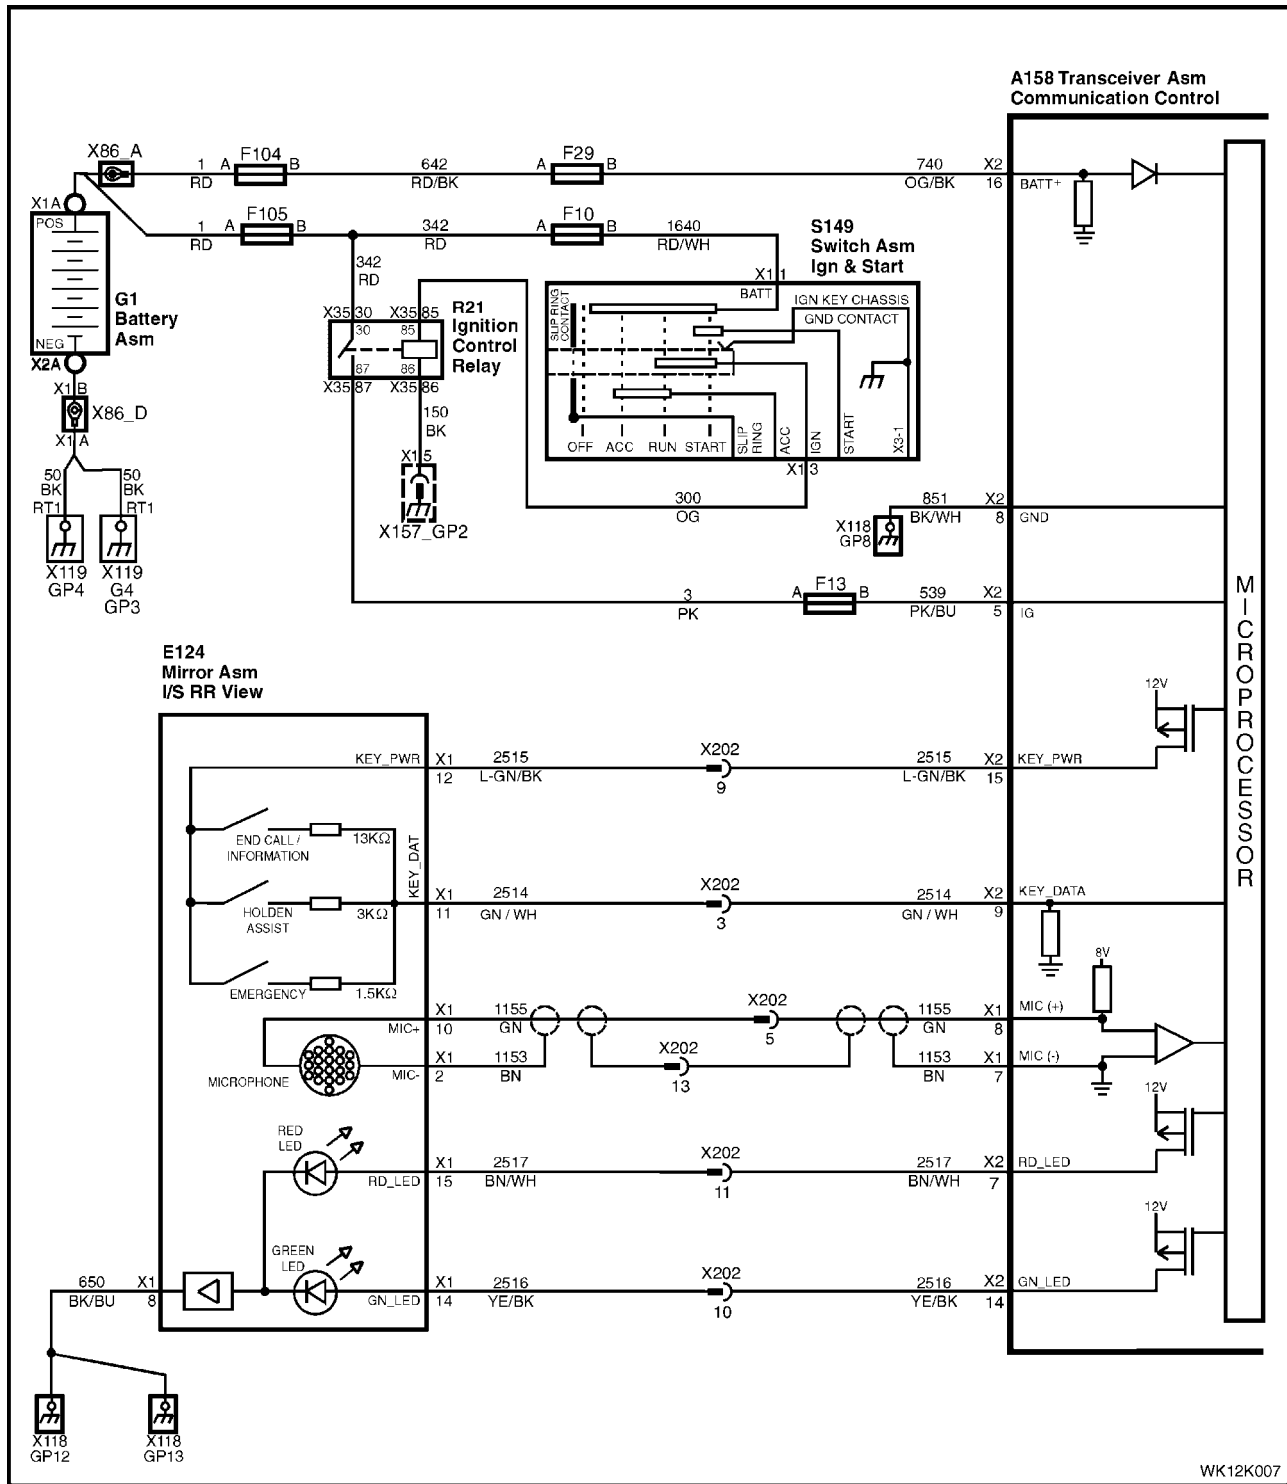 A158 Transceiver Asm
Communication Control
X86_A
1
RD
A
F104
B
642
RD/BK
A
F29
B
740
OG/BK
X2
16
BATT+
X1A
POS
NEG
X2A
G1
Battery
Asm
1
RD
A
F105
B
342
RD
A
F10
B
1640
RD/WH
S149
Switch Asm
Ign & Start
342
RD
X1 1
BATT
SLIP RING
CONTACT
IGN KEY CHASSIS
GND CONTACT
OFF
ACC
RUN
START
SLIP
RING
ACC
IGN
START
X3-1
X1 3
X35 30
X35 85
30
85
87
86
X35 87
X35 86
R21
Ignition
Control
Relay
X1 B
X86_D
X1 A
50
BK
50
BK
RT1
RT1
X119
GP4
X119
G4
GP3
150
BK
X1 5
X157_GP2
300
OG
851
BK/WH
X2
8
GND
X118
GP8
3
PK
A
F13
B
539
PK/BU
X2
5
IG
MICROPROCESSOR
E124
Mirror Asm
I/S RR View
12V
KEY_PWR
X1
12
2515
L-GN/BK
X202
9
2515
L-GN/BK
X2
15
KEY_PWR
END CALL /
INFORMATION
13KΩ
KEY_DAT
HOLDEN
ASSIST
3KΩ
X1
11
2514
GN / WH
X202
3
2514
GN / WH
X2
9
KEY_DATA
EMERGENCY
1.5KΩ
8V
MIC+
X1
10
1155
GN
X202
5
1155
GN
X1
8
MIC (+)
MICROPHONE
MIC-
X1
2
1153
BN
X202
13
1153
BN
X1
7
MIC (-)
12V
RED
LED
RD_LED
X1
15
2517
BN/WH
X202
11
2517
BN/WH
X2
7
RD_LED
12V
GREEN
LED
GN_LED
X1
14
2516
YE/BK
X202
10
2516
YE/BK
X2
14
GN_LED
650
BK/BU
X1
8
X118
GP12
X118
GP13
WK12K007